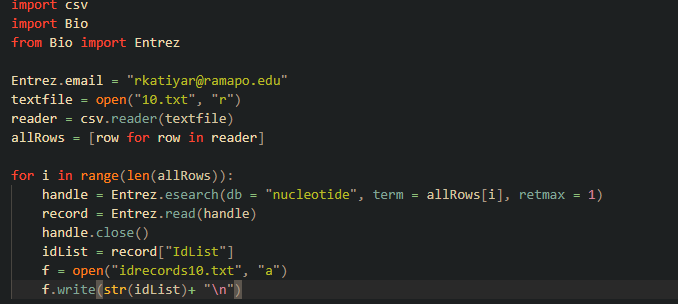 import csv
import Bio
from Bio import Entrez
Entrez.email = "rkatiyar@ramapo.edu"
textfile = open("10.txt", "r")
reader = csv.reader(textfile)
allRows = [row for row in reader]
for i in range(len(allRows)):
    handle = Entrez.esearch(db = "nucleotide", term = allRows[i], retmax = 1)
    record = Entrez.read(handle)
    handle.close()
    idList = record["IdList"]
    f = open("idrecords10.txt", "a")
    f.write(str(idList)+ "\n")